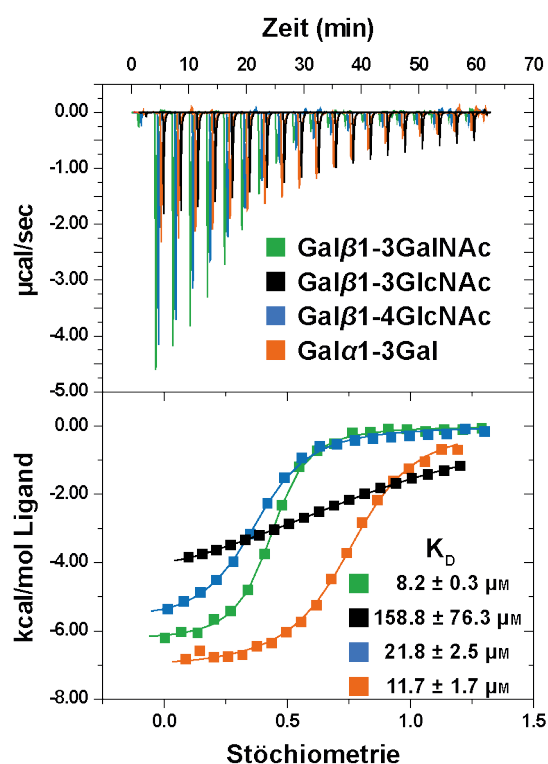 Zeit (min)
0 10 20 30 40 50 60 70
0.00
-1.00
-2.00
-3.00
-4.00
-5.00
µcal/sec
Galβ1-3GalNAc
Galβ1-3GlcNAc
Galβ1-4GlcNAc
Galα1-3Gal
0.00
-2.00
-4.00
-6.00
-8.00
kcal/mol Ligand
KD
8.2 ± 0.3 µM
158.8 ± 76.3 µM
21.8 ± 2.5 µM
11.7 ± 1.7 µM
0.0 0.5 1.0 1.5
Stöchiometrie